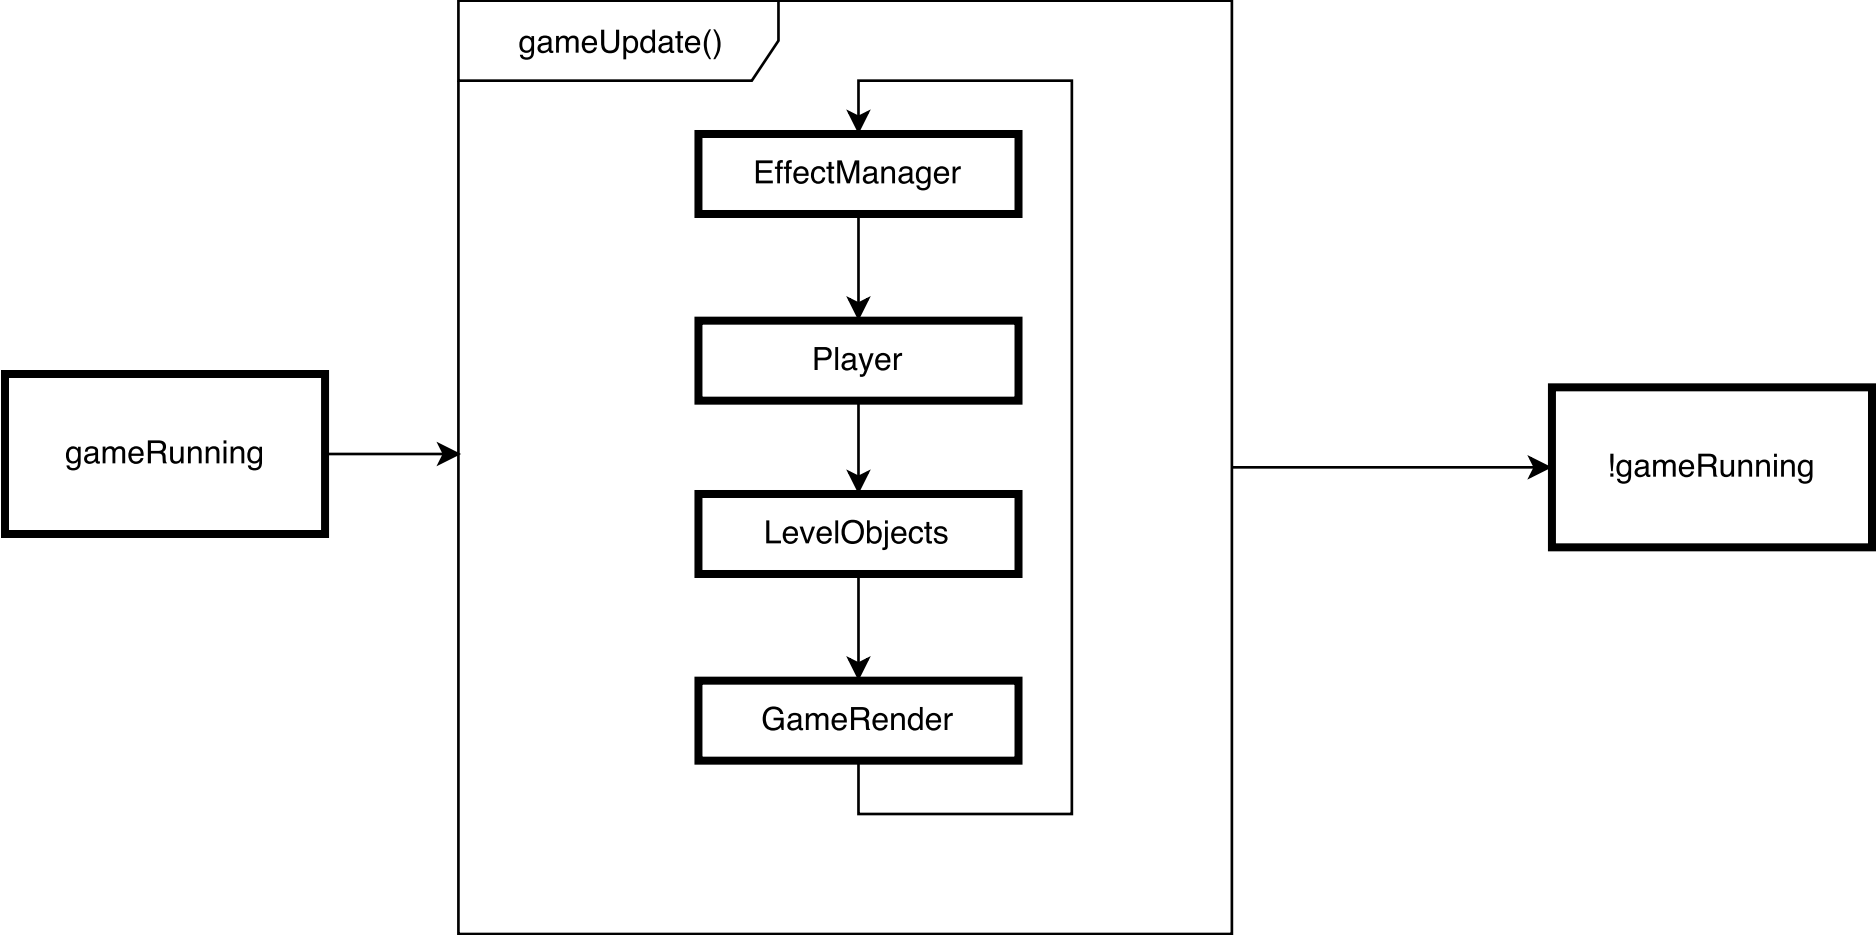 gameUpdate()
EffectManager
Player
gameRunning
!gameRunning
LevelObjects
GameRender